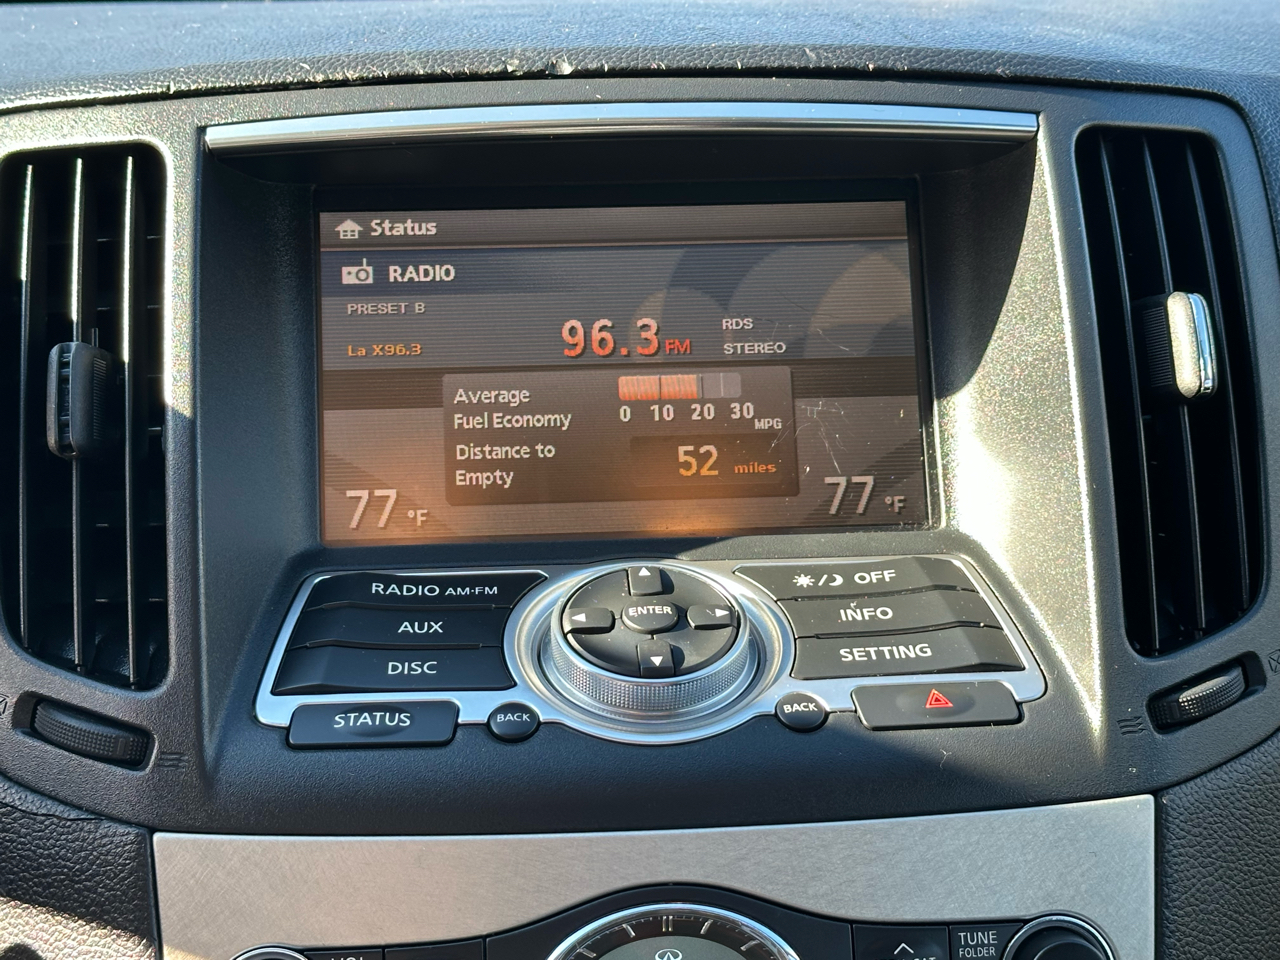 Status
RADIO
PRESET B
96.3 FM
RDS
La X96.3
STEREO
Average
Fuel Economy
0 10 20 30 MPG
Distance to
Empty
52 miles
77 °F
77 °F
RADIO AM·FM
AUX
DISC
STATUS
BACK
ENTER
OFF
INFO
SETTING
BACK
TUNE
FOLDER